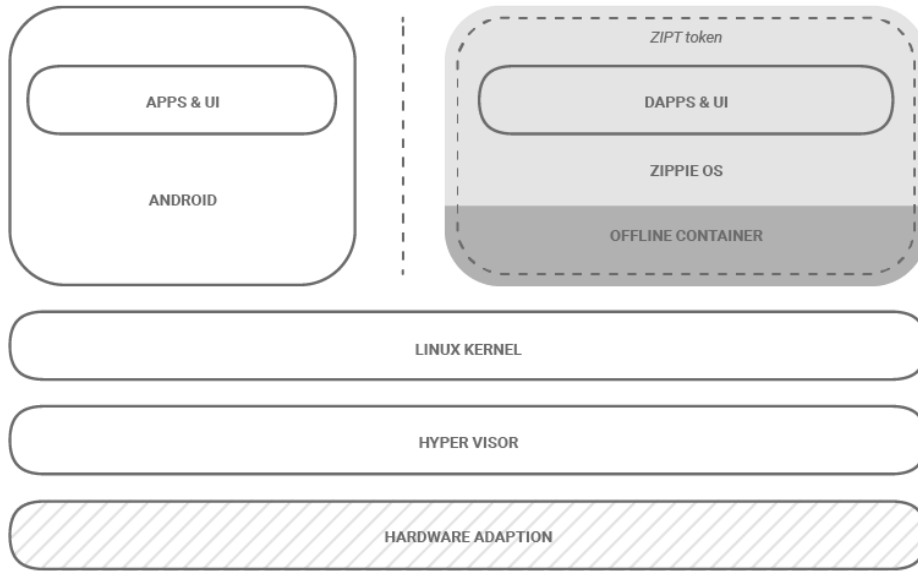 APPS & UI
ANDROID
ZIPT token
DAPPS & UI
ZIPPIE OS
OFFLINE CONTAINER
LINUX KERNEL
HYPER VISOR
HARDWARE ADAPTION